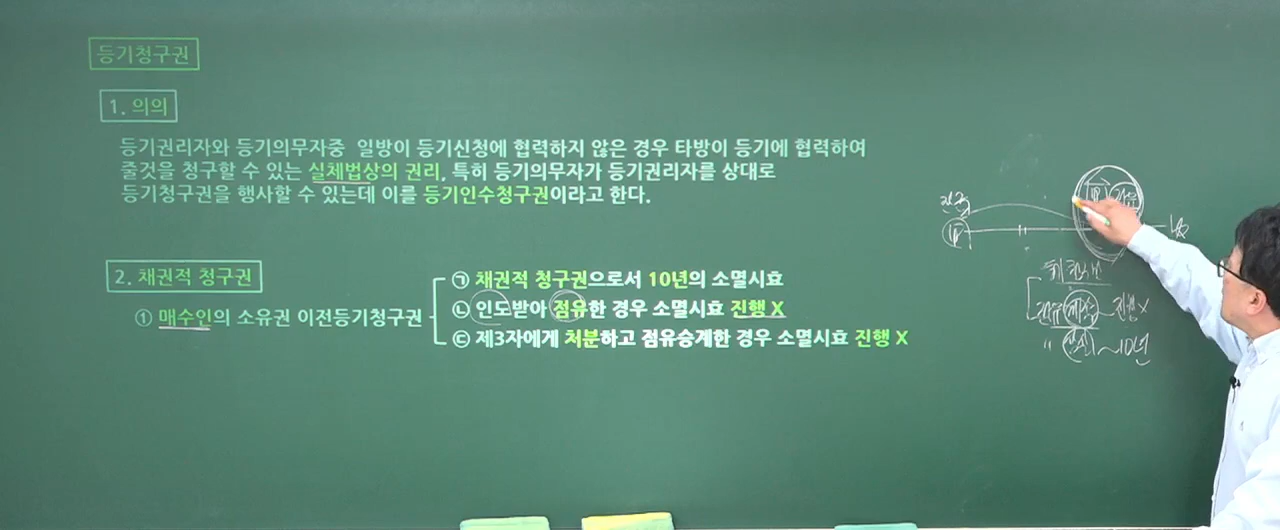 등기청구권
1. 의의
등기권리자와 등기의무자중 일방이 등기신청에 협력하지 않은 경우 타방이 등기에 협력하여
줄것을 청구할 수 있는 실체법상의 권리, 특히 등기의무자가 등기권리자를 상대로
등기청구권을 행사할 수 있는데 이를 등기인수청구권이라고 한다.
2. 채권적 청구권
① 매수인의 소유권 이전등기청구권
㉠ 채권적 청구권으로서 10년의 소멸시효
㉡ 인도받아 점유한 경우 소멸시효 진행 X
㉢ 제3자에게 처분하고 점유승계한 경우 소멸시효 진행 X
진행X
〃 ~10년